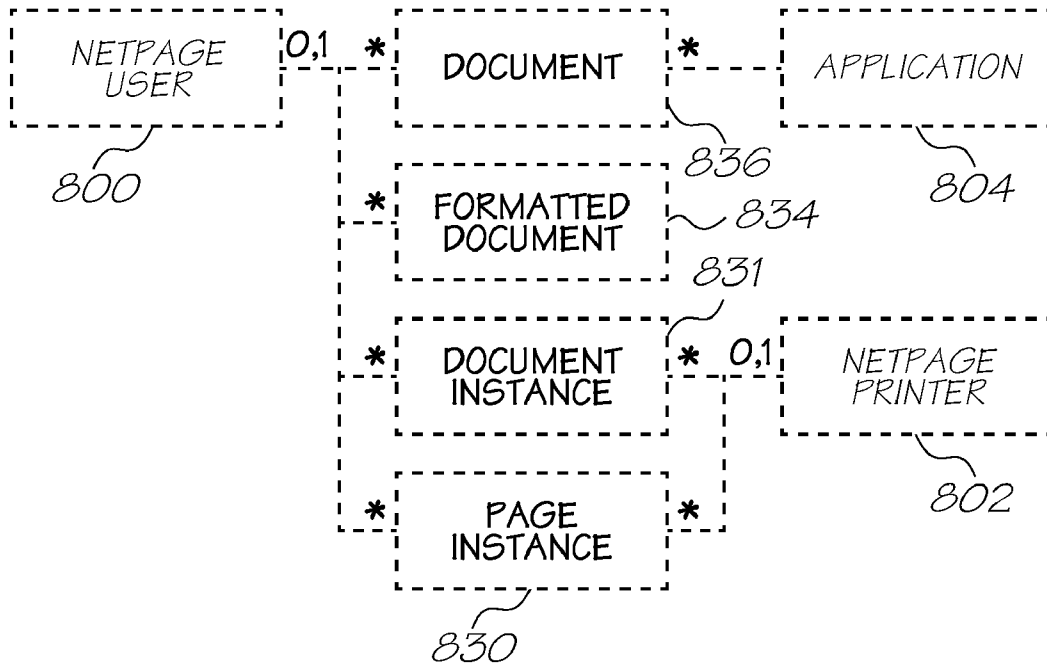 NETPAGE
USER
0,1
*
DOCUMENT
*
APPLICATION
800
836
804
*
FORMATTED
DOCUMENT
834
831
*
DOCUMENT
INSTANCE
*
0,1
NETPAGE
PRINTER
802
*
PAGE
INSTANCE
*
830